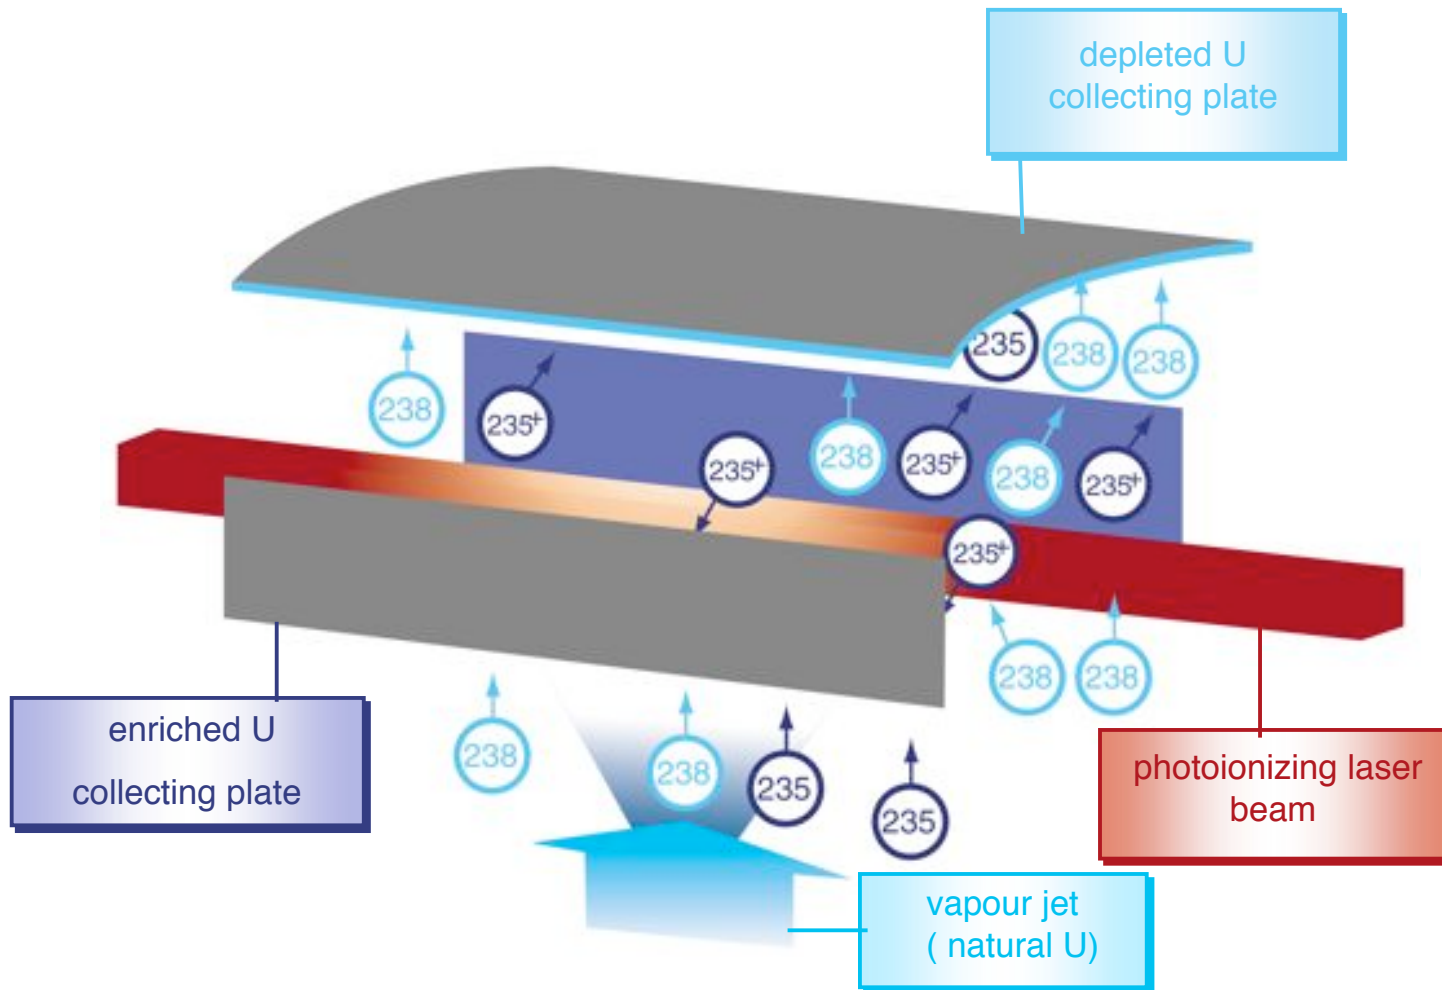 depleted U
collecting plate
235
238
238
238
235+
235+
238
235+
238
235+
235+
238
238
238
238
235
235
enriched U
collecting plate
photoionizing laser
beam
vapour jet
( natural U)